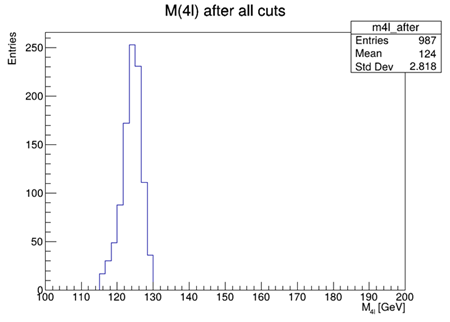 M(4l) after all cuts
m4l_after
Entries 987
Mean 124
Std Dev 2.818
Entries
250
200
150
100
50
0
100 110 120 130 140 150 160 170 180 190 200
M4l [GeV]